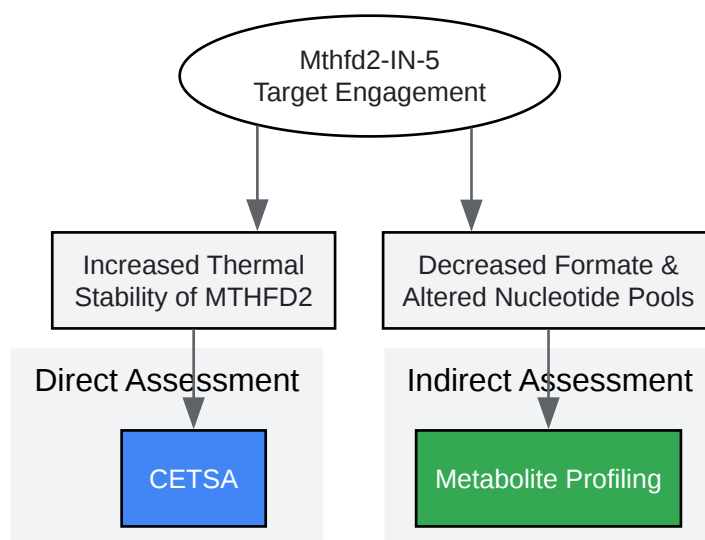 Mthfd2-IN-5
Target Engagement
Increased Thermal
Stability of MTHFD2
Decreased Formate &
Altered Nucleotide Pools
Direct Assessment
Indirect Assessment
CETSA
Metabolite Profiling